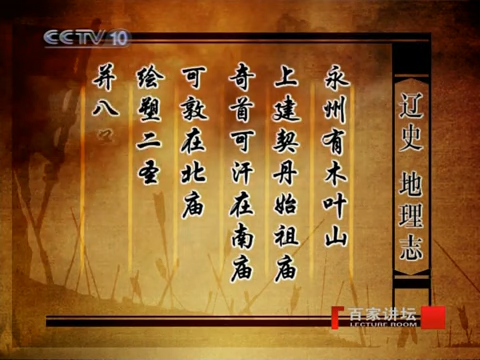 CCTV 10
辽史 地理志
永州有木叶山
上建契丹始祖庙
奇首可汗在南庙
可敦在北庙
绘塑二圣
并八
百家讲坛
LECTURE ROOM